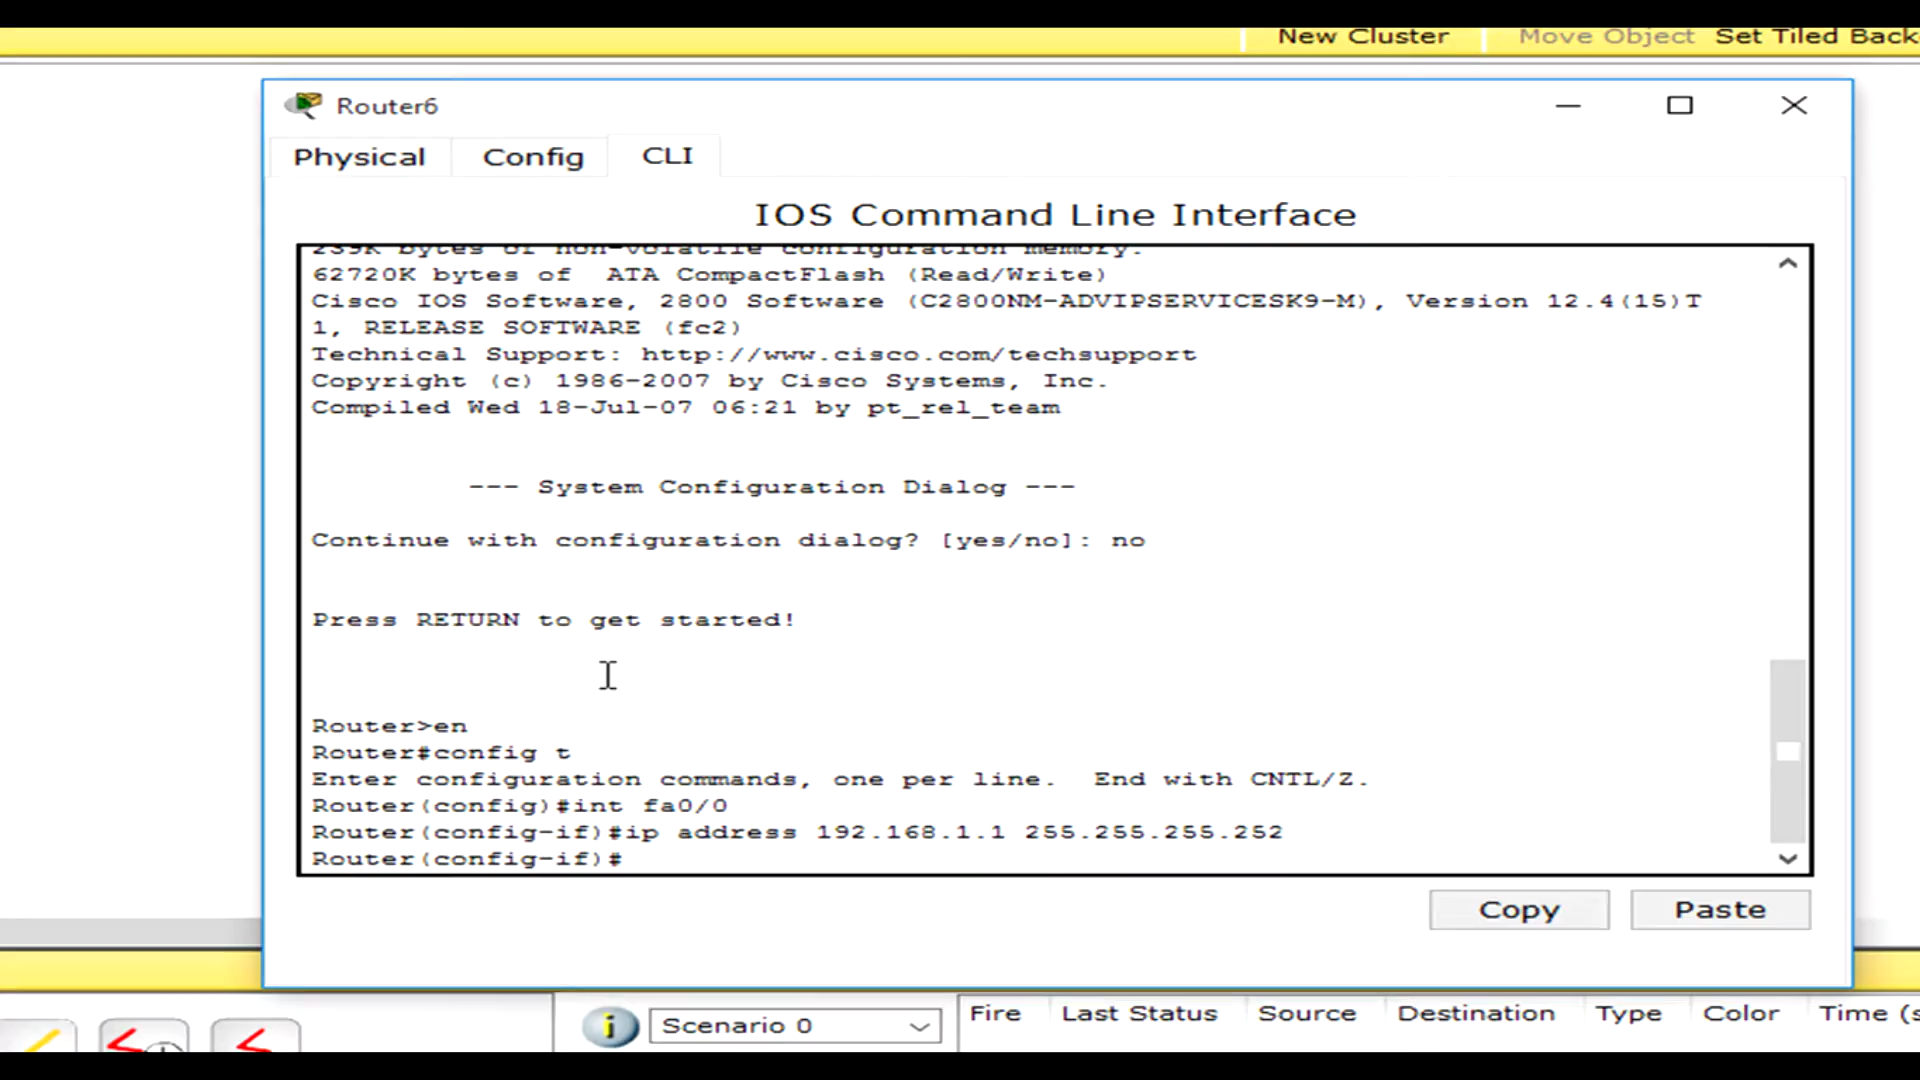 New Cluster Move Object Set Tiled Back
Router6
Physical Config CLI
IOS Command Line Interface
239K bytes of non-volatile configuration memory.
62720K bytes of  ATA CompactFlash (Read/Write)
Cisco IOS Software, 2800 Software (C2800NM-ADVIPSERVICESK9-M), Version 12.4(15)T
1, RELEASE SOFTWARE (fc2)
Technical Support: http://www.cisco.com/techsupport
Copyright (c) 1986-2007 by Cisco Systems, Inc.
Compiled Wed 18-Jul-07 06:21 by pt_rel_team
--- System Configuration Dialog ---
Continue with configuration dialog? [yes/no]: no
Press RETURN to get started!
Router>en
Router#config t
Enter configuration commands, one per line.  End with CNTL/Z.
Router(config)#int fa0/0
Router(config-if)#ip address 192.168.1.1 255.255.255.252
Router(config-if)#
Copy Paste
Scenario 0 Fire Last Status Source Destination Type Color Time (s